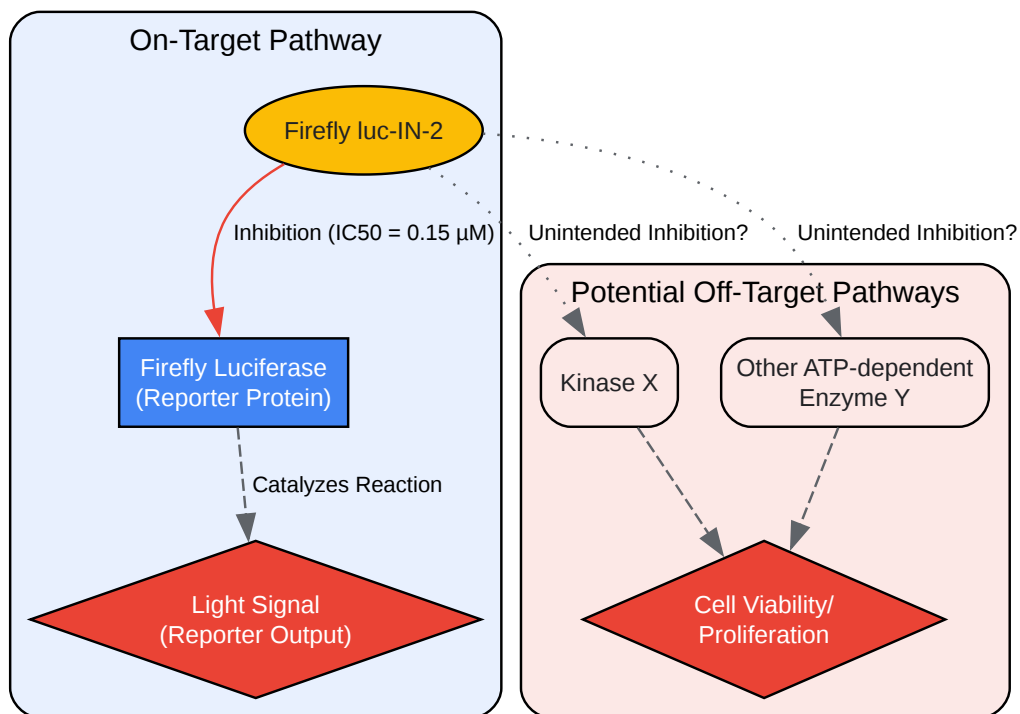 On-Target Pathway
Firefly luc-IN-2
Inhibition (IC50 = 0.15 µM)
Unintended Inhibition?
Unintended Inhibition?
Potential Off-Target Pathways
Firefly Luciferase
(Reporter Protein)
Kinase X
Other ATP-dependent
Enzyme Y
Catalyzes Reaction
Light Signal
(Reporter Output)
Cell Viability/
Proliferation